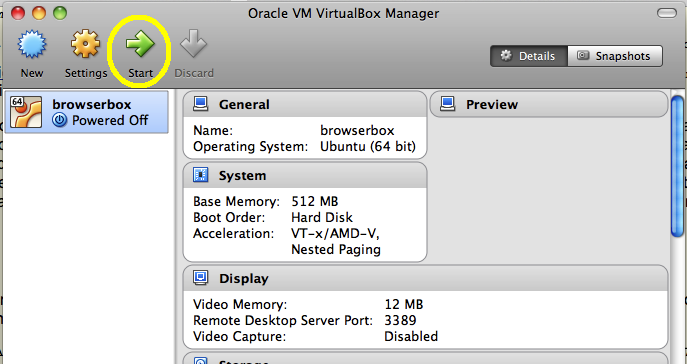 Oracle VM VirtualBox Manager
New Settings Start Discard Details Snapshots
64 browserbox
Powered Off
General
Name: browserbox
Operating System: Ubuntu (64 bit)
Preview
System
Base Memory: 512 MB
Boot Order: Hard Disk
Acceleration: VT-x/AMD-V,
Nested Paging
Display
Video Memory: 12 MB
Remote Desktop Server Port: 3389
Video Capture: Disabled
Storage